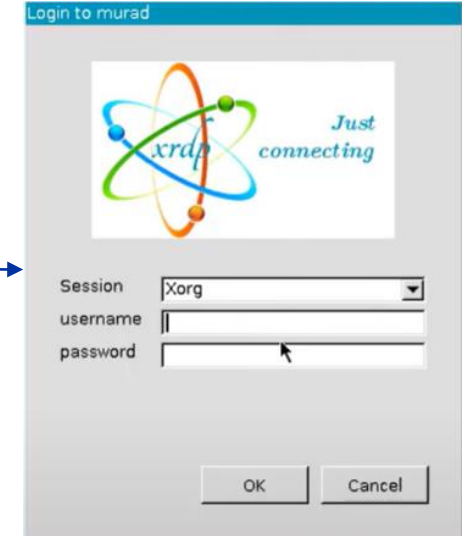 Login to murad
xrdp
Just
connecting
Session
Xorg
username
password
OK
Cancel